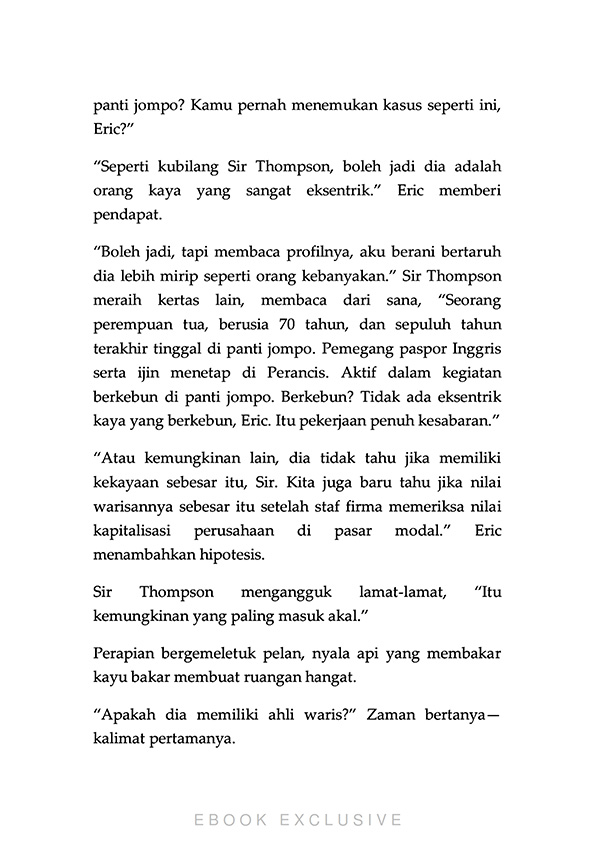 panti jompo? Kamu pernah menemukan kasus seperti ini,
Eric?”
“Seperti kubilang Sir Thompson, boleh jadi dia adalah
orang kaya yang sangat eksentrik.” Eric memberi
pendapat.
“Boleh jadi, tapi membaca profilnya, aku berani bertaruh
dia lebih mirip seperti orang kebanyakan.” Sir Thompson
meraih kertas lain, membaca dari sana, “Seorang
perempuan tua, berusia 70 tahun, dan sepuluh tahun
terakhir tinggal di panti jompo. Pemegang paspor Inggris
serta ijin menetap di Perancis. Aktif dalam kegiatan
berkebun di panti jompo. Berkebun? Tidak ada eksentrik
kaya yang berkebun, Eric. Itu pekerjaan penuh kesabaran.”
“Atau kemungkinan lain, dia tidak tahu jika memiliki
kekayaan sebesar itu, Sir. Kita juga baru tahu jika nilai
warisannya sebesar itu setelah staf firma memeriksa nilai
kapitalisasi perusahaan di pasar modal.” Eric
menambahkan hipotesis.
Sir Thompson mengangguk lamat-lamat, “Itu
kemungkinan yang paling masuk akal.”
Perapian bergemeletuk pelan, nyala api yang membakar
kayu bakar membuat ruangan hangat.
“Apakah dia memiliki ahli waris?” Zaman bertanya—
kalimat pertamanya.
EBOOK EXCLUSIVE